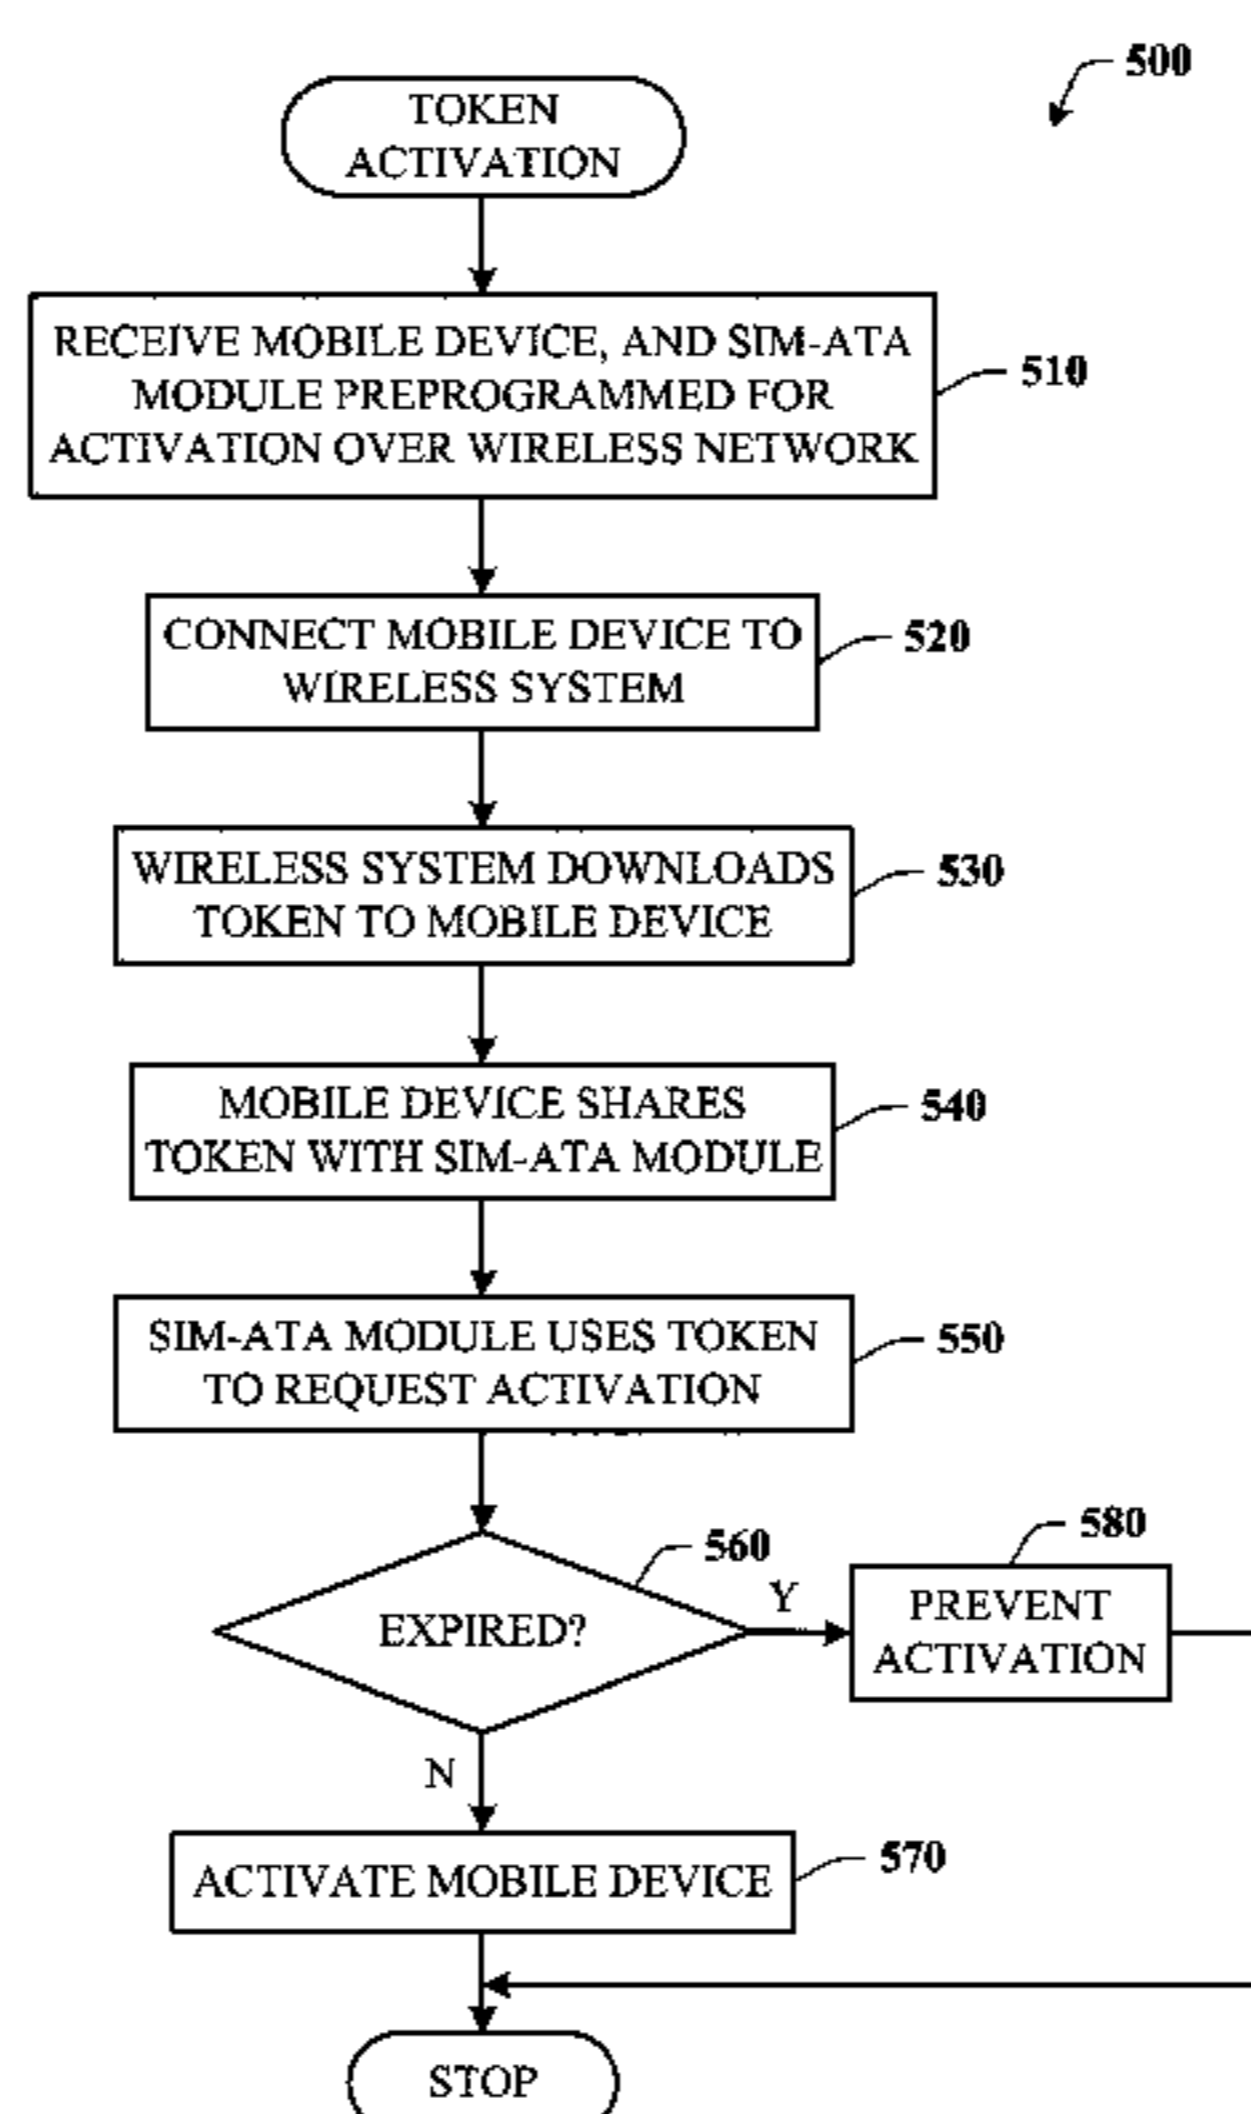 500
TOKEN
ACTIVATION
RECEIVE MOBILE DEVICE, AND SIM-ATA
MODULE PREPROGRAMMED FOR
ACTIVATION OVER WIRELESS NETWORK
510
CONNECT MOBILE DEVICE TO
WIRELESS SYSTEM
520
WIRELESS SYSTEM DOWNLOADS
TOKEN TO MOBILE DEVICE
530
MOBILE DEVICE SHARES
TOKEN WITH SIM-ATA MODULE
540
SIM-ATA MODULE USES TOKEN
TO REQUEST ACTIVATION
550
EXPIRED?
560
Y
PREVENT
ACTIVATION
580
N
ACTIVATE MOBILE DEVICE
570
STOP